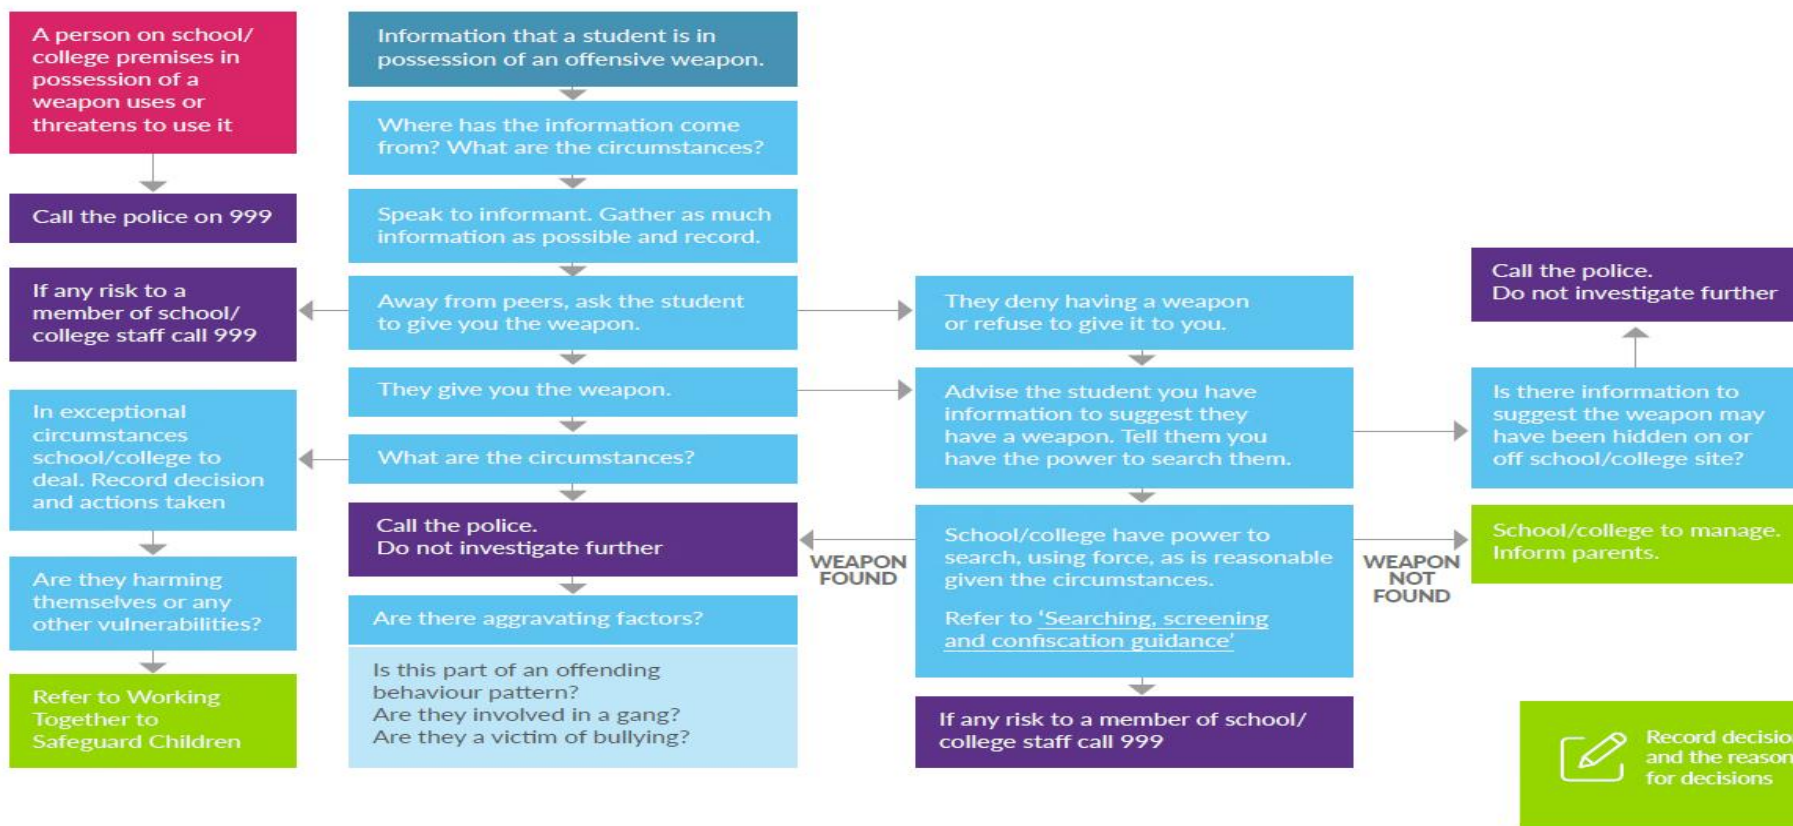 A person on school/
college premises in
possession of a
weapon uses or
threatens to use it
Call the police on 999
If any risk to a
member of school/
college staff call 999
In exceptional
circumstances
school/college to
deal. Record decision
and actions taken
Are they harming
themselves or any
other vulnerabilities?
Refer to Working
Together to
Safeguard Children
Information that a student is in
possession of an offensive weapon.
Where has the information come
from? What are the circumstances?
Speak to informant. Gather as much
information as possible and record.
Away from peers, ask the student
to give you the weapon.
They give you the weapon.
What are the circumstances?
Call the police.
Do not investigate further
Are there aggravating factors?
Is this part of an offending
behaviour pattern?
Are they involved in a gang?
Are they a victim of bullying?
They deny having a weapon
or refuse to give it to you.
Advise the student you have
information to suggest they
have a weapon. Tell them you
have the power to search them.
WEAPON
FOUND
School/college have power to
search, using force, as is reasonable
given the circumstances.
Refer to ‘Searching, screening
and confiscation guidance’
WEAPON
NOT
FOUND
If any risk to a member of school/
college staff call 999
Call the police.
Do not investigate further
Is there information to
suggest the weapon may
have been hidden on or
off school/college site?
School/college to manage.
Inform parents.
Record decision
and the reason
for decisions